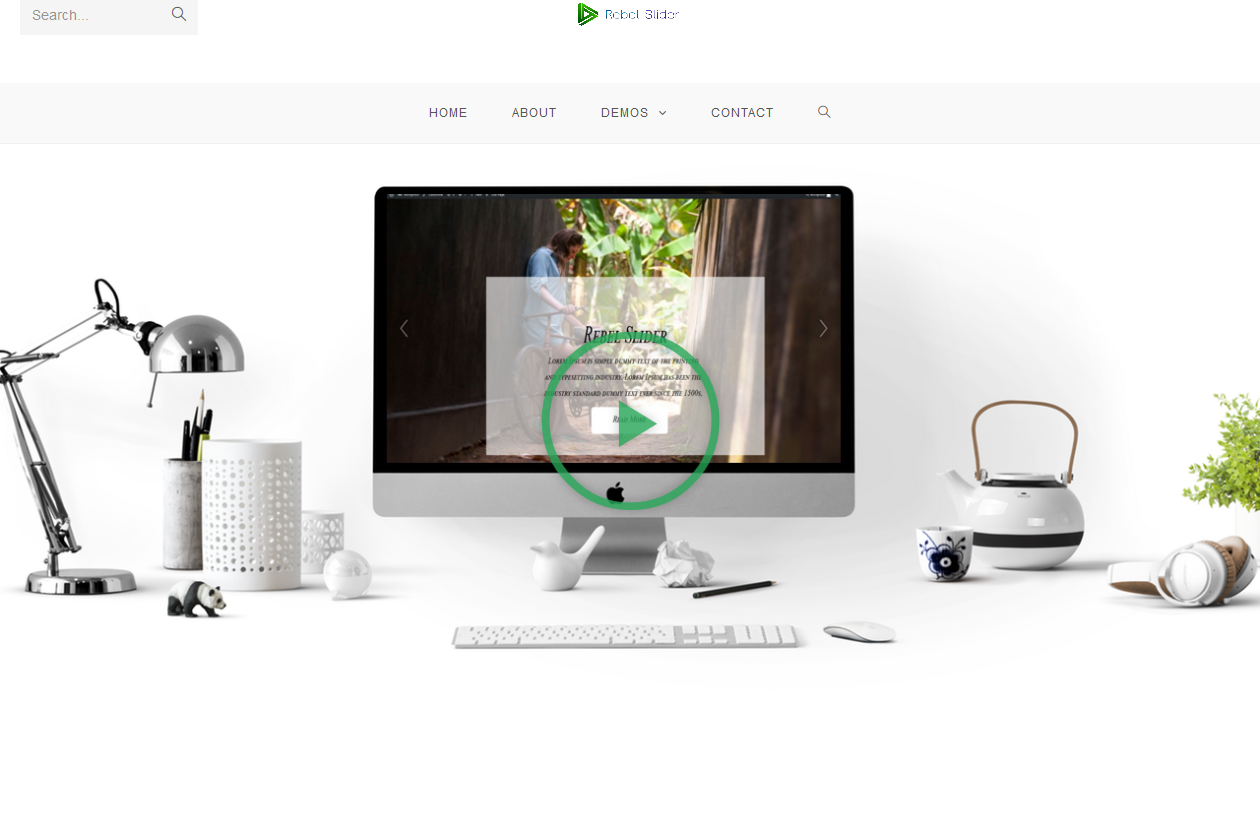 Search...
Rebel Slider
HOME
ABOUT
DEMOS
CONTACT
Rebel Slider
Lorem Ipsum is simply dummy text of the printing
and typesetting industry. Lorem Ipsum has been the
industry standard dummy text ever since the 1500s,
Read More